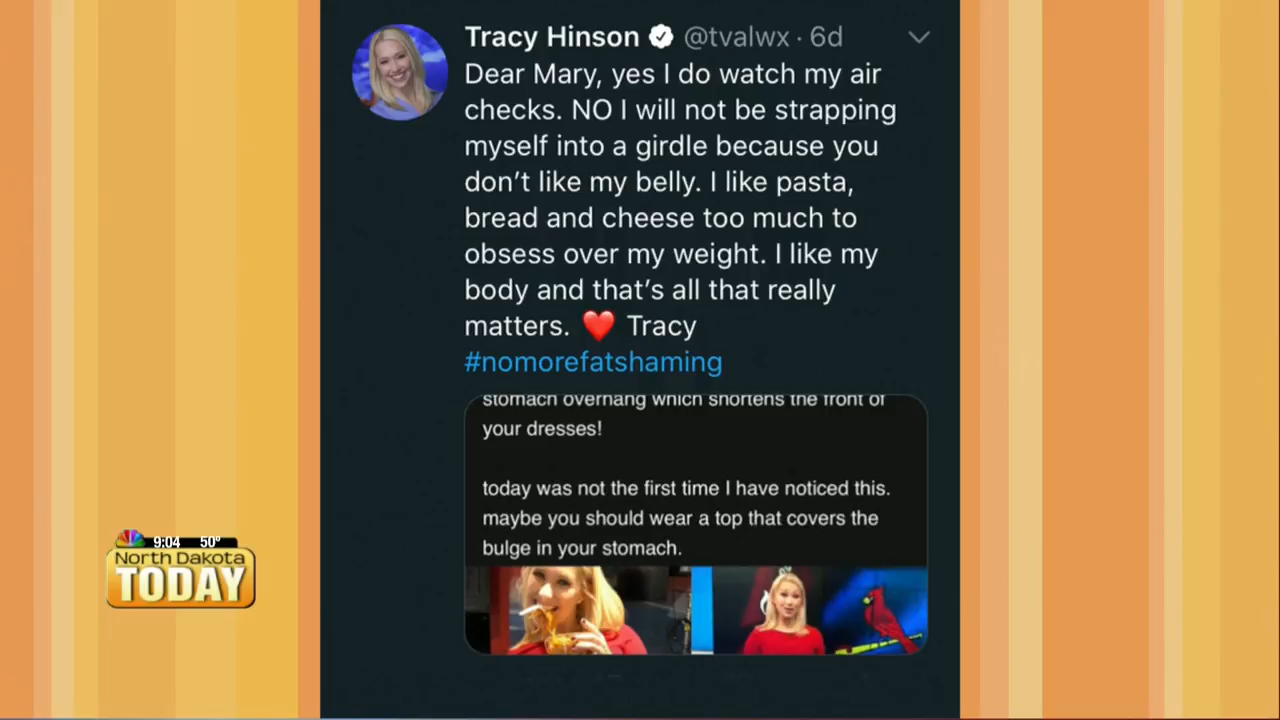 Tracy Hinson @tvalwx · 6d
Dear Mary, yes I do watch my air
checks. NO I will not be strapping
myself into a girdle because you
don’t like my belly. I like pasta,
bread and cheese too much to
obsess over my weight. I like my
body and that’s all that really
matters. ❤️ Tracy
#nomorefatshaming
stomach overhang which shortens the front of
your dresses!
today was not the first time I have noticed this.
maybe you should wear a top that covers the
bulge in your stomach.
9:04 50°
North Dakota
TODAY